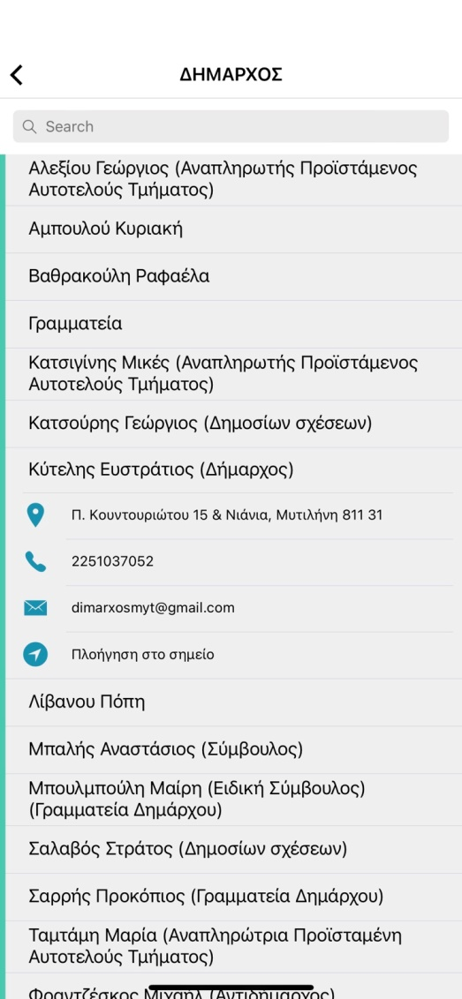 ΔΗΜΑΡΧΟΣ
Search
Αλεξίου Γεώργιος (Αναπληρωτής Προϊστάμενος
Αυτοτελούς Τμήματος)
Αμπουλού Κυριακή
Βαθρακούλη Ραφαέλα
Γραμματεία
Κατσιγίνης Μικές (Αναπληρωτής Προϊστάμενος
Αυτοτελούς Τμήματος)
Κατσούρης Γεώργιος (Δημοσίων σχέσεων)
Κύτελης Ευστράτιος (Δήμαρχος)
Π. Κουντουριώτου 15 & Νιάνια, Μυτιλήνη 811 31
2251037052
dimarxosmyt@gmail.com
Πλοήγηση στο σημείο
Λίβανου Πόπη
Μπαλής Αναστάσιος (Σύμβουλος)
Μπουλμπούλη Μαίρη (Ειδική Σύμβουλος)
(Γραμματεία Δημάρχου)
Σαλαβός Στράτος (Δημοσίων σχέσεων)
Σαρρής Προκόπιος (Γραμματεία Δημάρχου)
Ταμτάμη Μαρία (Αναπληρώτρια Προϊσταμένη
Αυτοτελούς Τμήματος)
Φραντζέσκος Μιχαήλ (Αντιδήμαρχος)